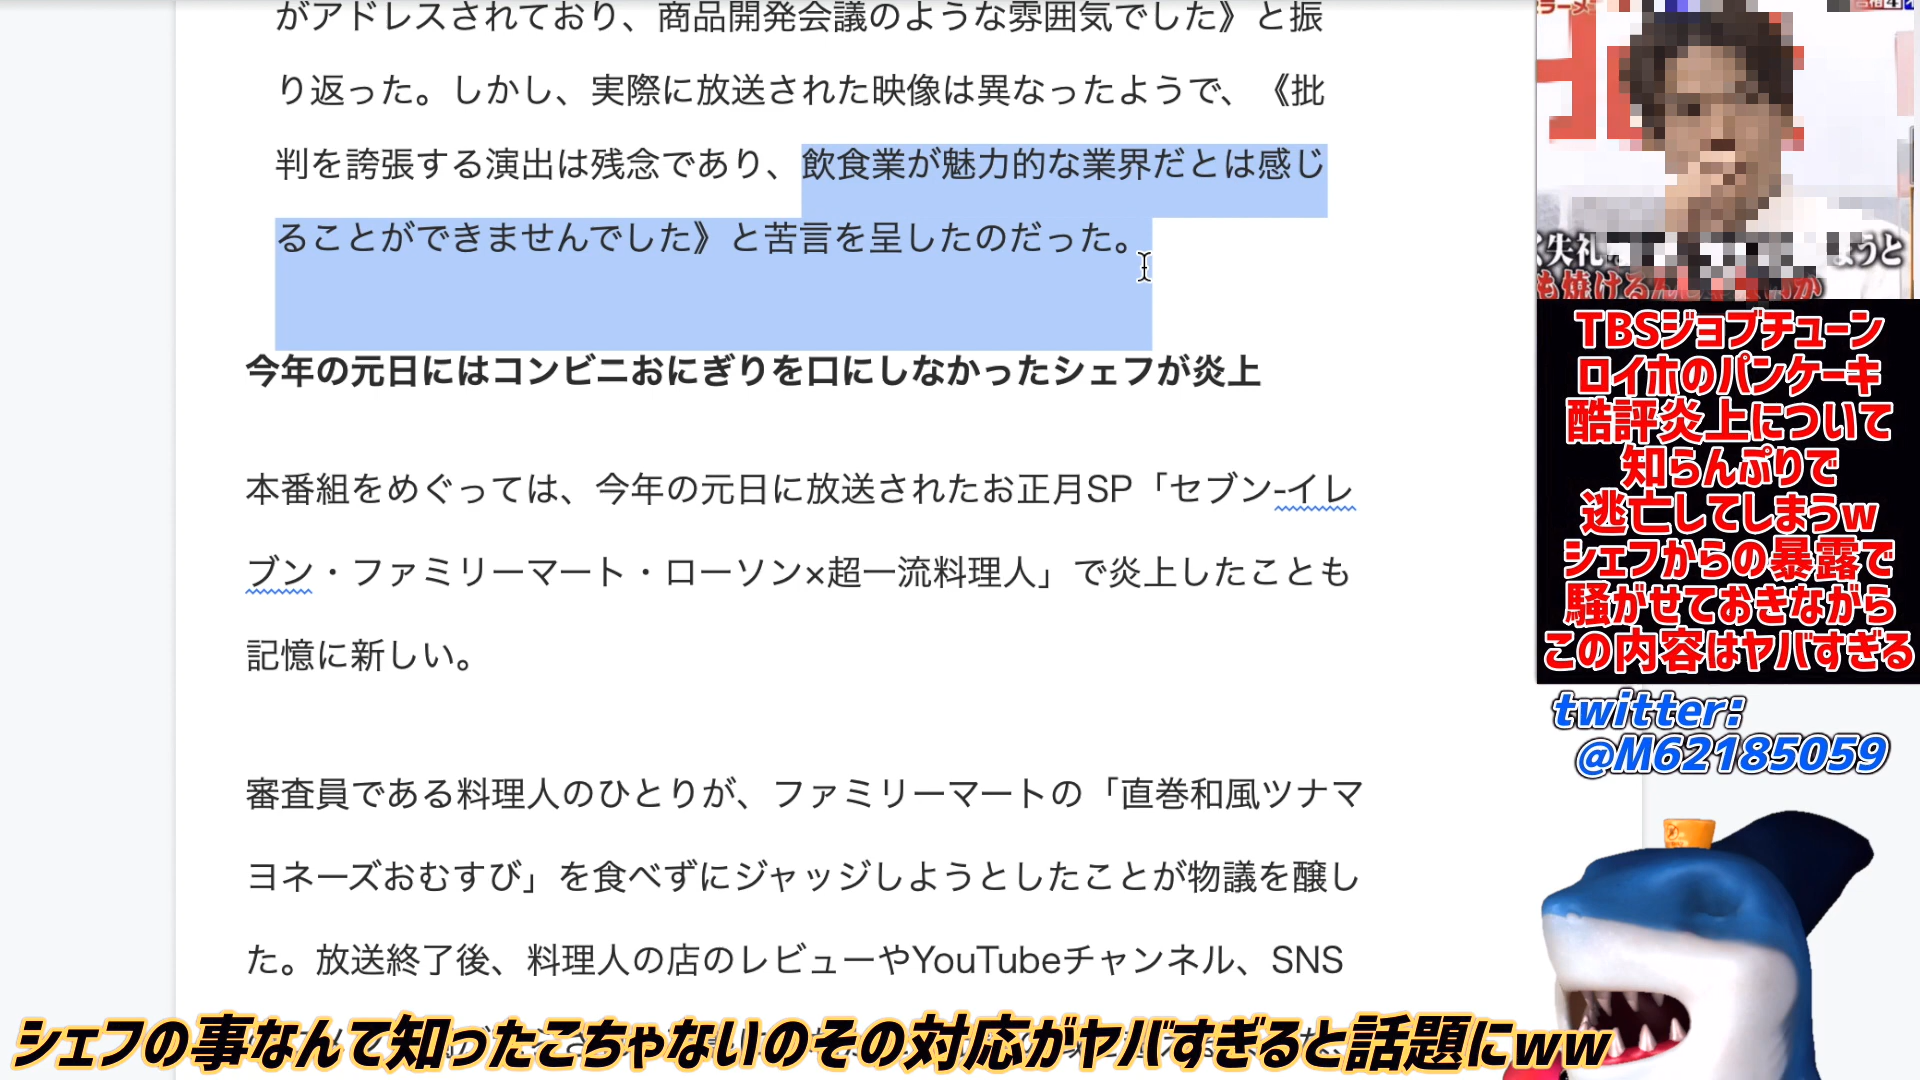 がアドレスされており、商品開発会議のような雰囲気でした》と振
り返った。しかし、実際に放送された映像は異なったようで、《批
判を誇張する演出は残念であり、飲食業が魅力的な業界だとは感じ
ることができませんでした》と苦言を呈したのだった。
今年の元日にはコンビニおにぎりを口にしなかったシェフが炎上
本番組をめぐっては、今年の元日に放送されたお正月SP「セブン-イレ
ブン・ファミリーマート・ローソン×超一流料理人」で炎上したことも
記憶に新しい。
審査員である料理人のひとりが、ファミリーマートの「直巻和風ツナマ
ヨネーズおむすび」を食べずにジャッジしようとしたことが物議を醸し
た。放送終了後、料理人の店のレビューやYouTubeチャンネル、SNS
シェフの事なんて知ったこちゃないのその対応がヤバすぎると話題にww
く失礼
ようと
も焼ける
TBSジョブチューン
ロイホのパンケーキ
酷評炎上について
知らんぷりで
逃亡してしまうw
シェフからの暴露で
騒がせておきながら
この内容はヤバすぎる
twitter:
@M62185059